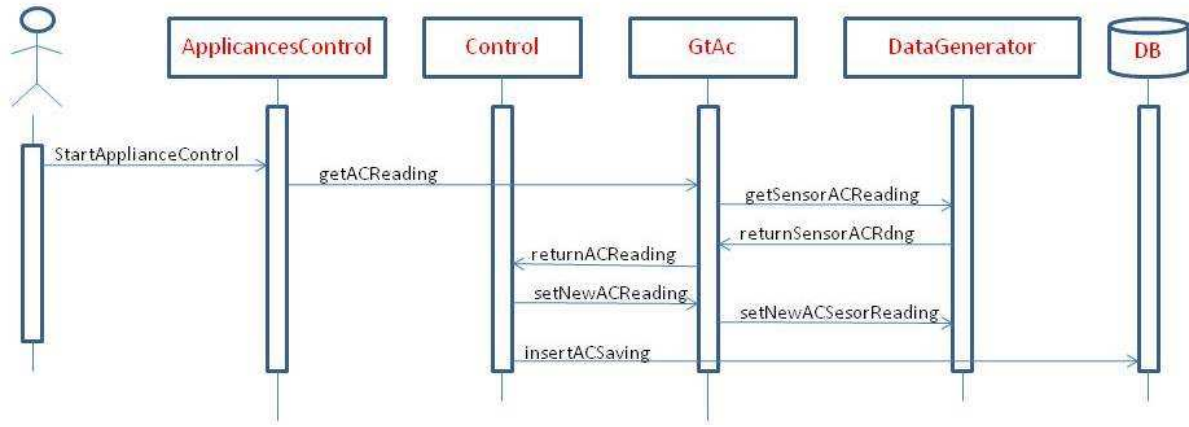 ApplicancesControl
Control
GtAc
DataGenerator
DB
StartApplianceControl
getACReading
getSensorACReading
returnSensorACRdng
returnACReading
setNewACReading
setNewACSesorReading
insertACSaving